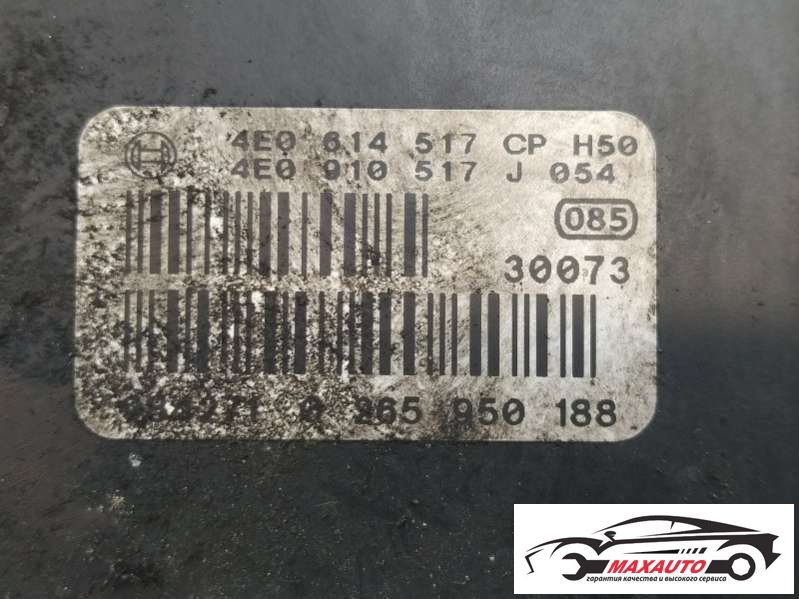 4E0 614 517 CP H50
4E0 910 517 J 054
085
30073
0 265 950 188
MAXAUTO
гарантия качества и высокого сервиса